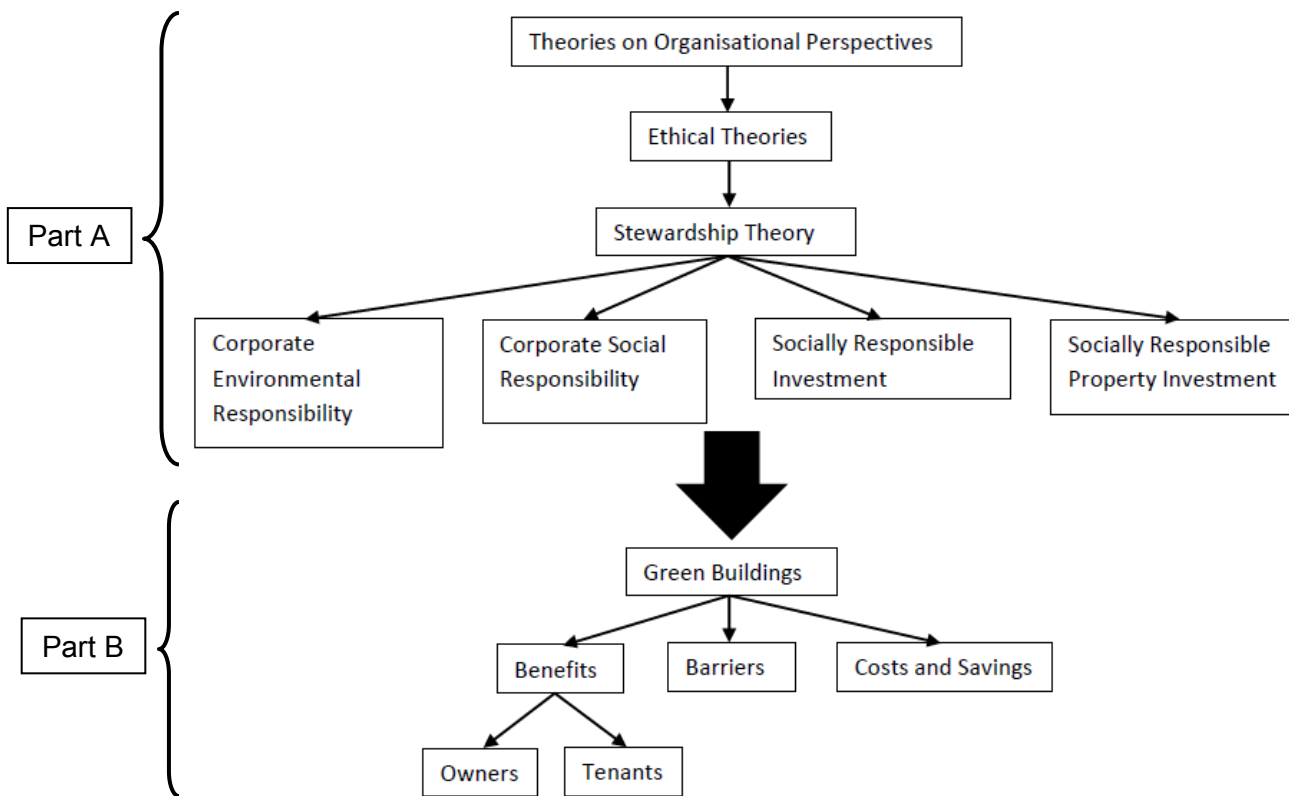 Theories on Organisational Perspectives
Ethical Theories
Part A
Stewardship Theory
Corporate
Environmental
Responsibility
Corporate Social
Responsibility
Socially Responsible
Investment
Socially Responsible
Property Investment
Green Buildings
Part B
Benefits
Barriers
Costs and Savings
Owners
Tenants